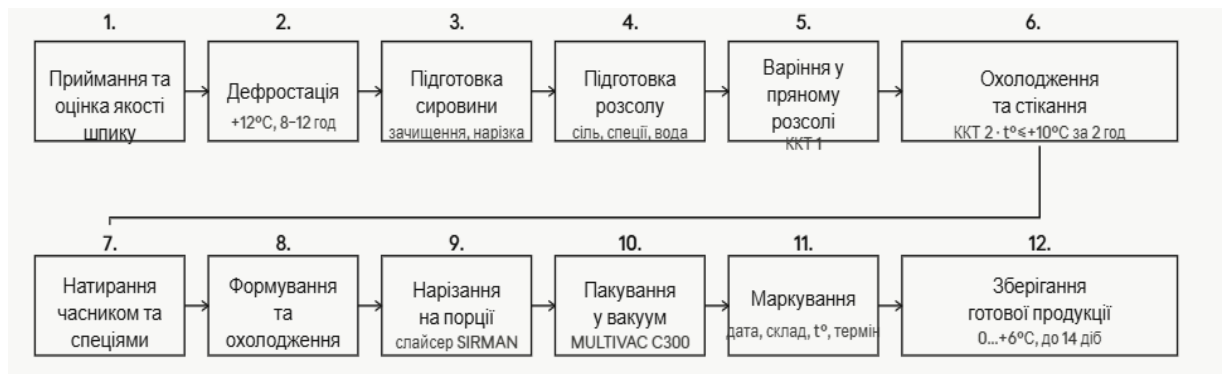 1.
Приймання та
оцінка якості
шпику
2.
Дефростація
+12°C, 8–12 год
3.
Підготовка
сировини
зачищення, нарізка
4.
Підготовка
розсолу
сіль, спеції, вода
5.
Варіння у
пряному
розсолі
ККТ 1
6.
Охолодження
та стікання
ККТ 2 · t°≤+10°C за 2 год
7.
Натирання
часником та
спеціями
8.
Формування
та
охолодження
9.
Нарізання
на порції
слайсер SIRMAN
10.
Пакування
у вакуум
MULTIVAC C300
11.
Маркування
дата, склад, t°, термін
12.
Зберігання
готової продукції
0...+6°C, до 14 діб